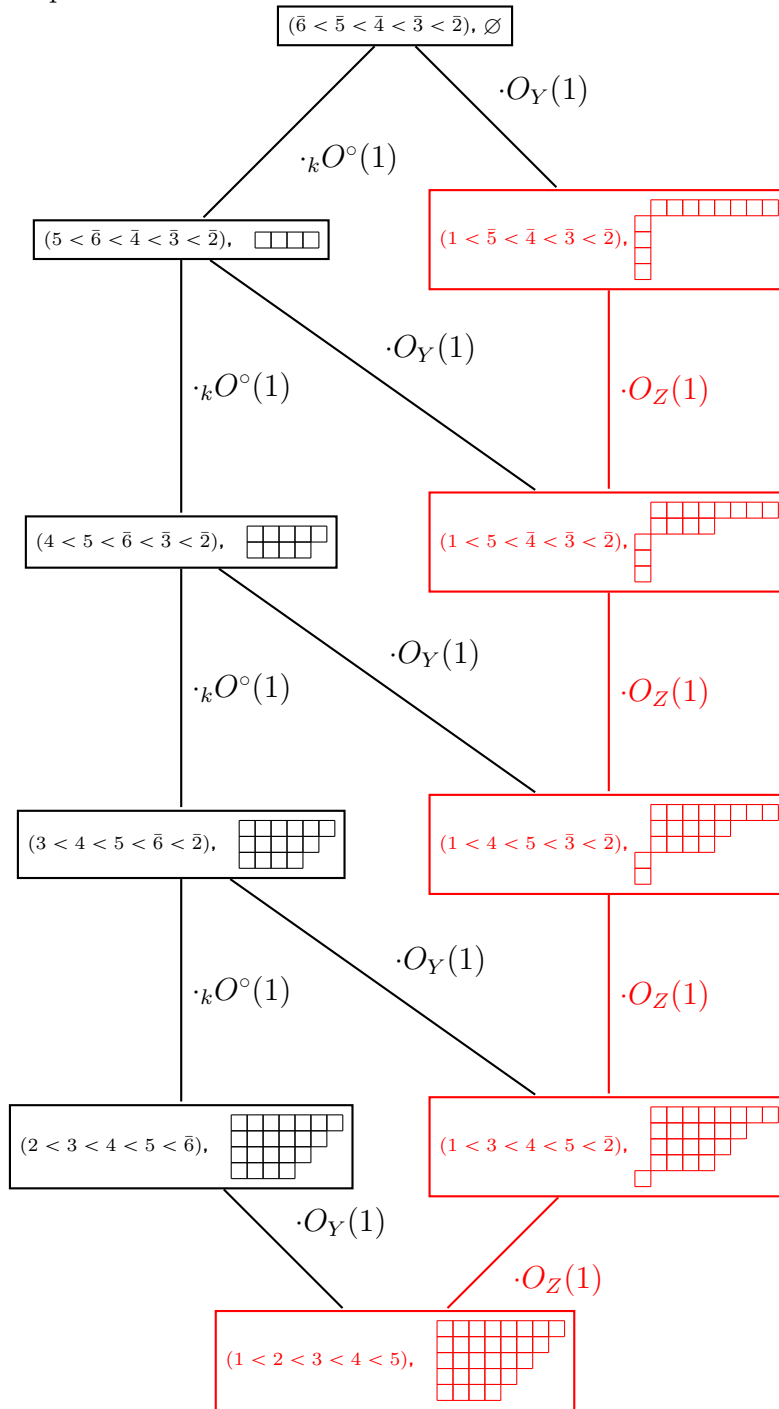 (6̄ < 5̄ < 4̄ < 3̄ < 2̄), ∅
·O_Y(1)
·_kO°(1)
(5 < 6̄ < 4̄ < 3̄ < 2̄),
(1 < 5̄ < 4̄ < 3̄ < 2̄),
·O_Y(1)
·_kO°(1)
·O_Z(1)
(4 < 5 < 6̄ < 3̄ < 2̄),
(1 < 5 < 4̄ < 3̄ < 2̄),
·O_Y(1)
·_kO°(1)
·O_Z(1)
(3 < 4 < 5 < 6̄ < 2̄),
(1 < 4 < 5 < 3̄ < 2̄),
·O_Y(1)
·_kO°(1)
·O_Z(1)
(2 < 3 < 4 < 5 < 6̄),
(1 < 3 < 4 < 5 < 2̄),
·O_Y(1)
·O_Z(1)
(1 < 2 < 3 < 4 < 5),